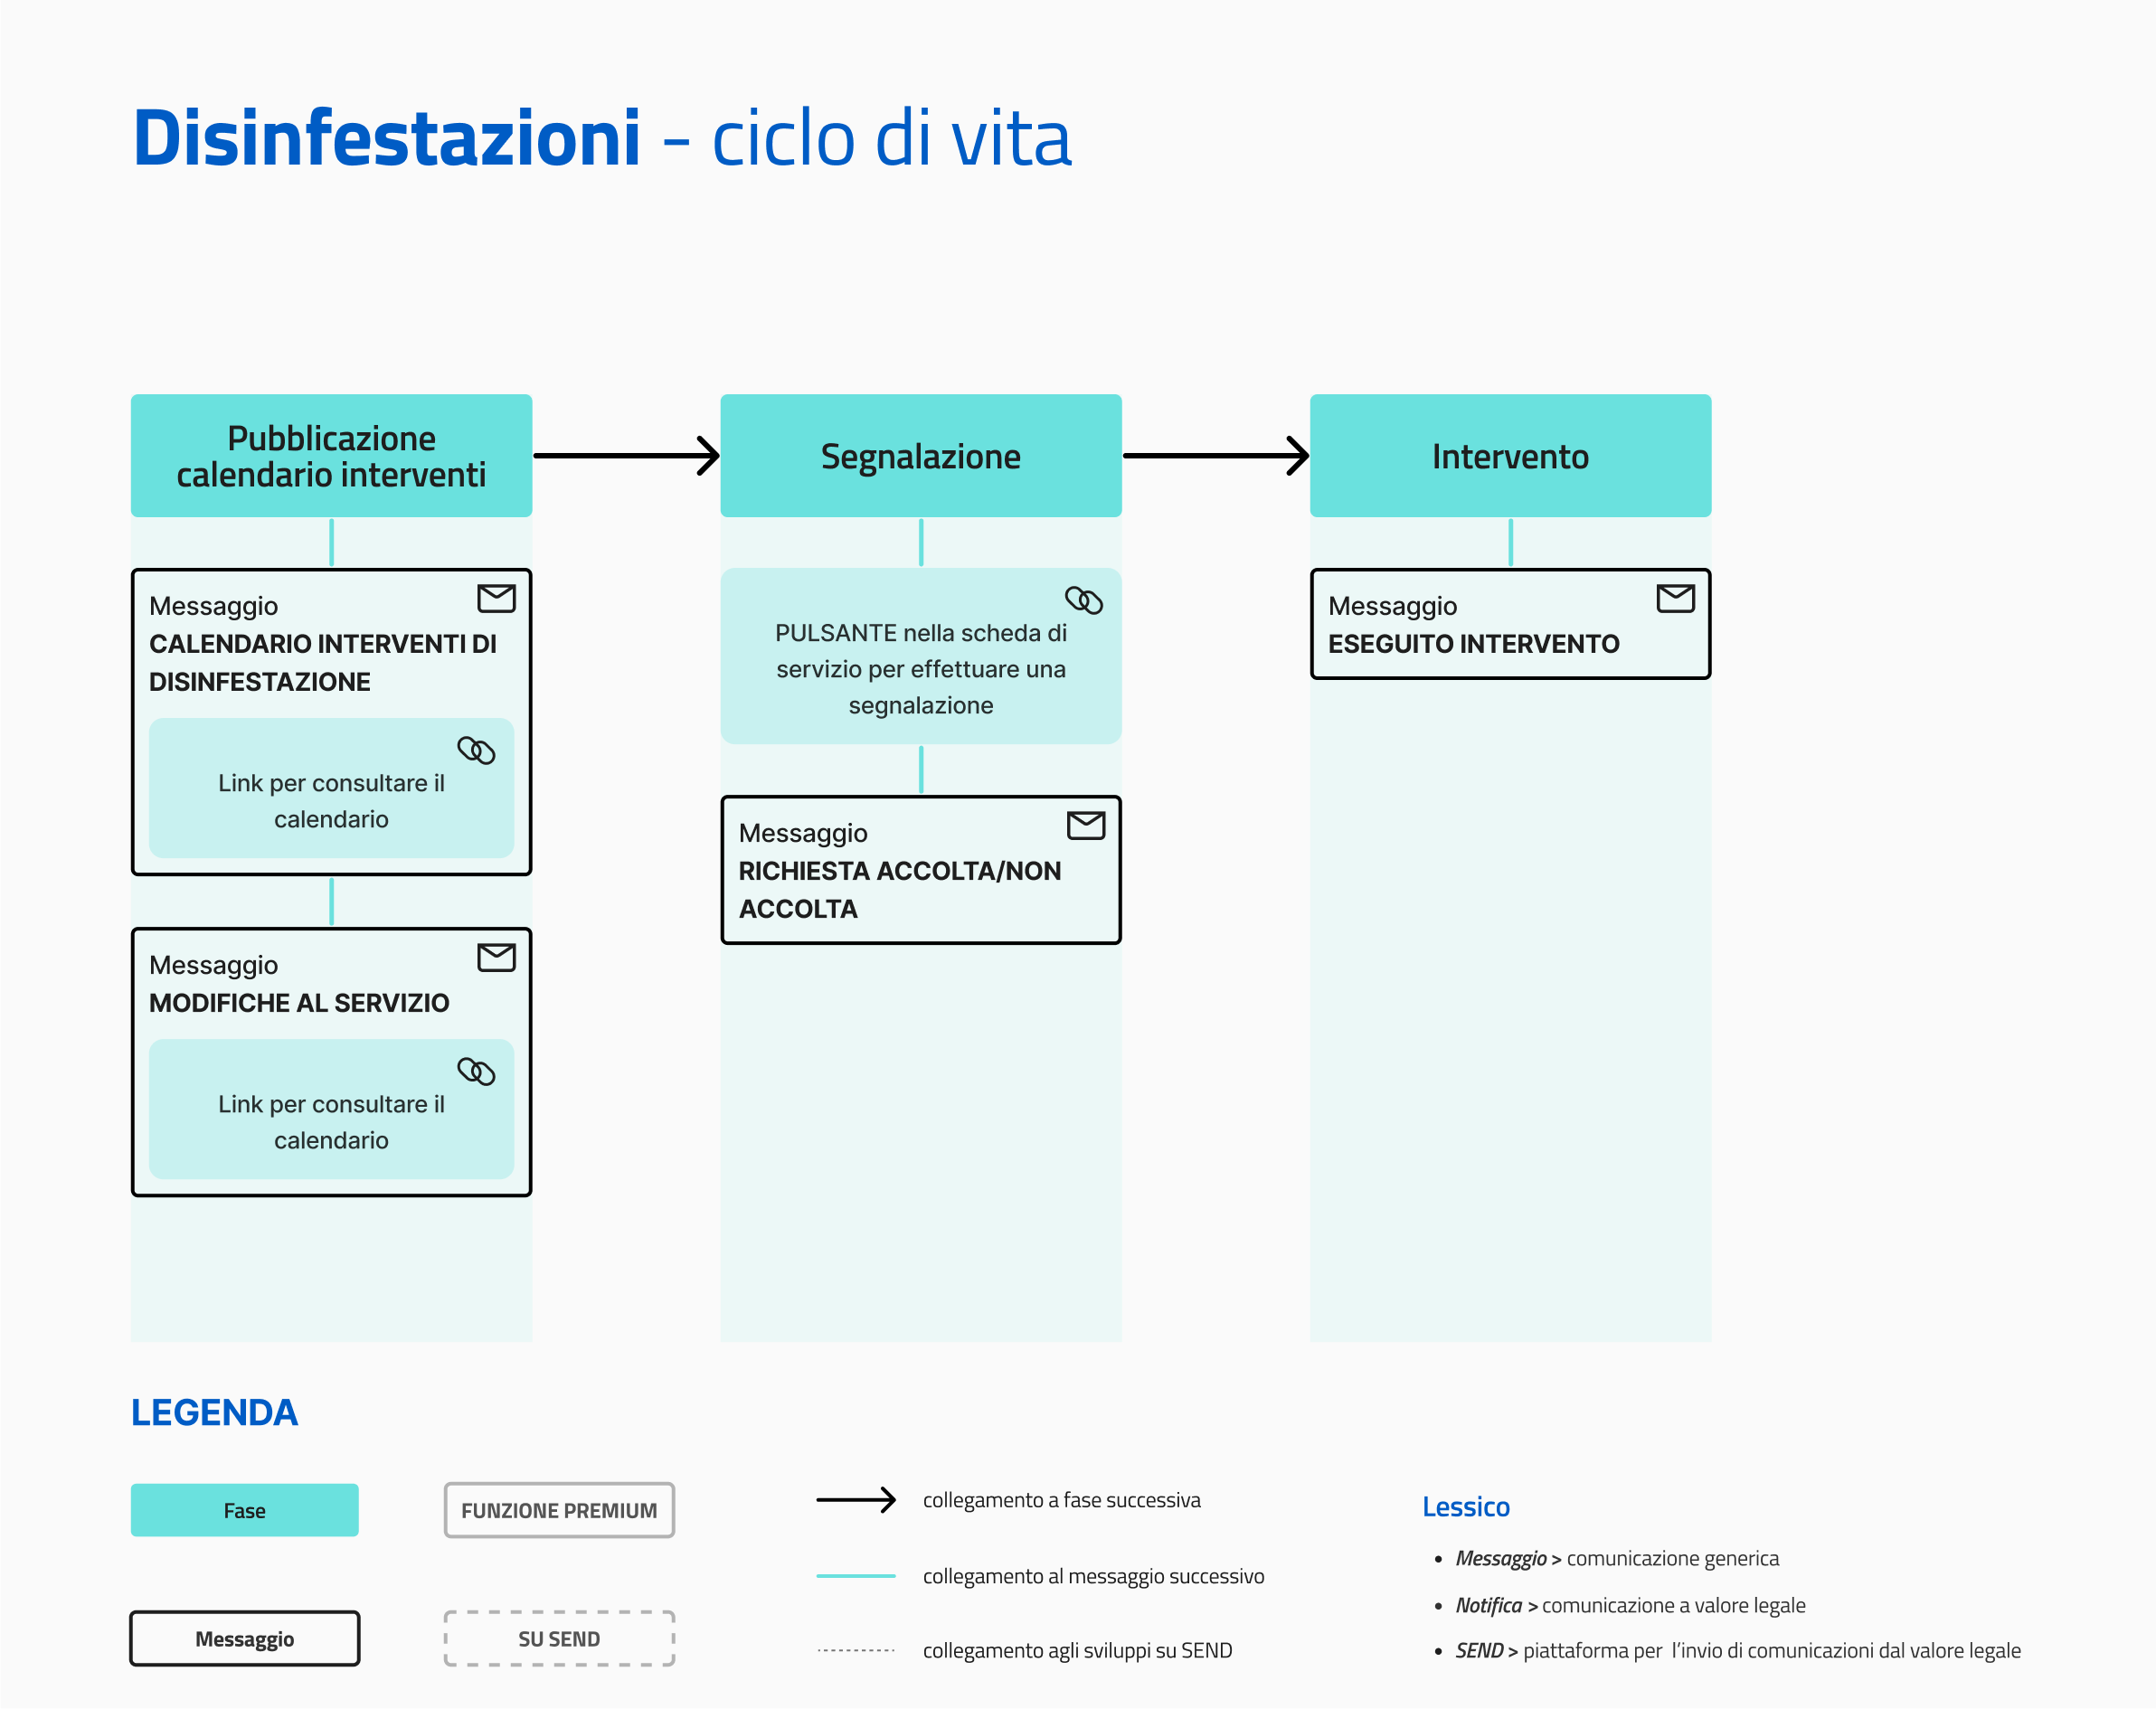 Disinfestazioni - ciclo di vita
Pubblicazione
calendario interventi
Messaggio
CALENDARIO INTERVENTI DI
DISINFESTAZIONE
Link per consultare il
calendario
Messaggio
MODIFICHE AL SERVIZIO
Link per consultare il
calendario
Segnalazione
PULSANTE nella scheda di
servizio per effettuare una
segnalazione
Messaggio
RICHIESTA ACCOLTA/NON
ACCOLTA
Intervento
Messaggio
ESEGUITO INTERVENTO
LEGENDA
Fase
Messaggio
FUNZIONE PREMIUM
SU SEND
collegamento a fase successiva
collegamento al messaggio successivo
collegamento agli sviluppi su SEND
Lessico
• Messaggio > comunicazione generica
• Notifica > comunicazione a valore legale
• SEND > piattaforma per l'invio di comunicazioni dal valore legale